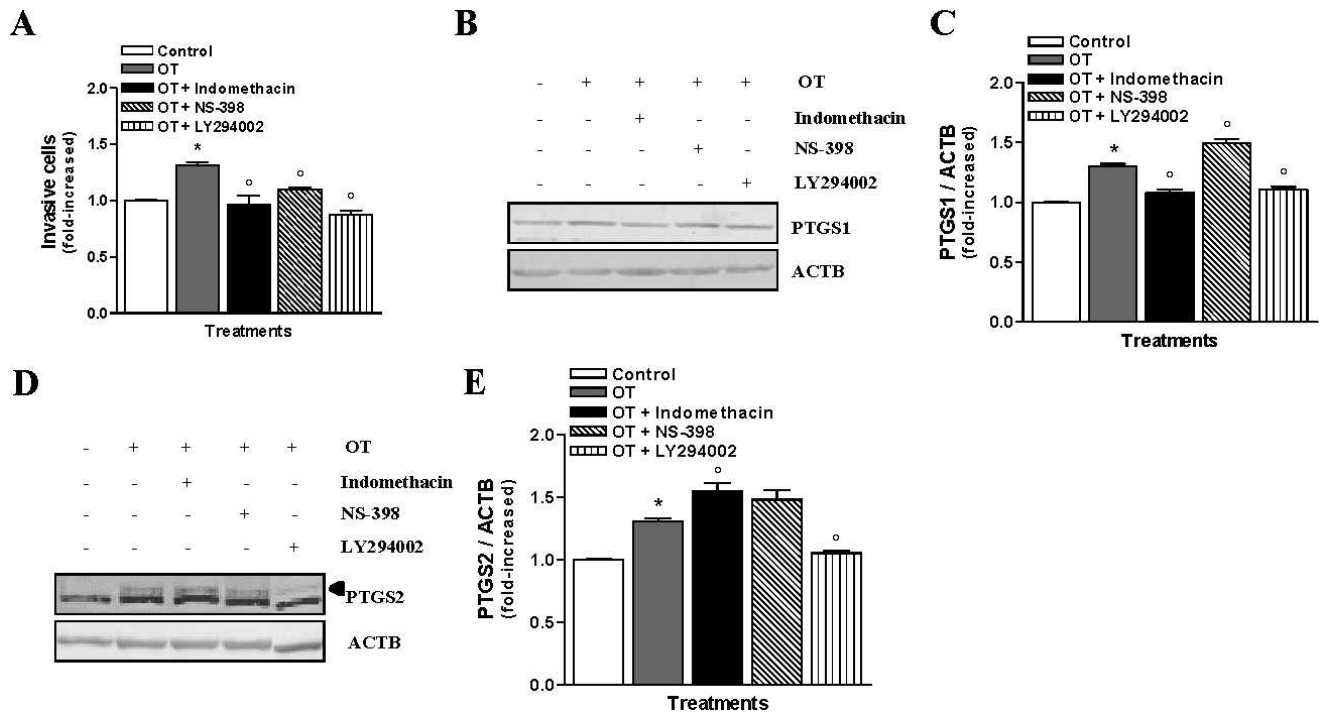 A
Control
OT
OT + Indomethacin
OT + NS-398
OT + LY294002
2.0
1.5
1.0
0.5
0.0
Invasive cells
(fold-increased)
*
°
°
°
Treatments
B
- + + + + OT
- - + - - Indomethacin
- - - + - NS-398
- - - - + LY294002
PTGS1
ACTB
C
Control
OT
OT + Indomethacin
OT + NS-398
OT + LY294002
2.0
1.5
1.0
0.5
0.0
PTGS1 / ACTB
(fold-increased)
*
°
°
°
Treatments
D
- + + + + OT
- - + - - Indomethacin
- - - + - NS-398
- - - - + LY294002
PTGS2
ACTB
E
Control
OT
OT + Indomethacin
OT + NS-398
OT + LY294002
2.0
1.5
1.0
0.5
0.0
PTGS2 / ACTB
(fold-increased)
*
°
°
Treatments